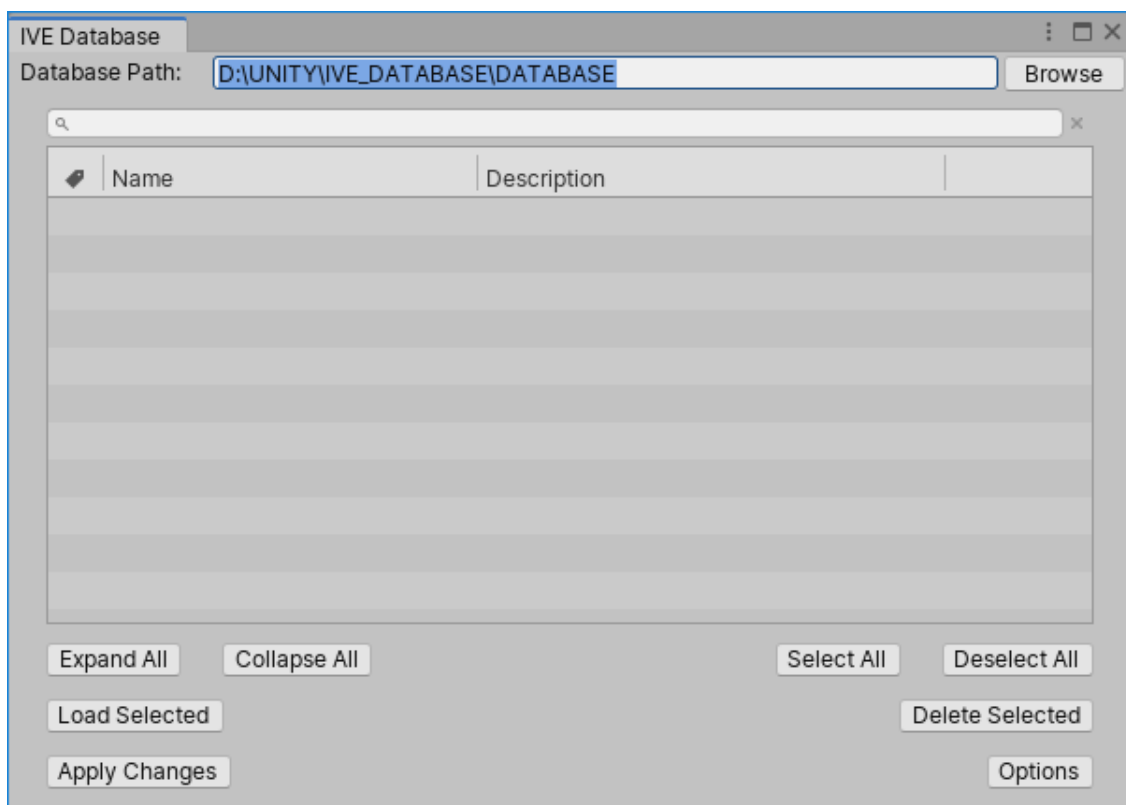 IVE Database
Database Path: D:\UNITY\IVE_DATABASE\DATABASE Browse
Name Description
Expand All Collapse All Select All Deselect All
Load Selected Delete Selected
Apply Changes Options